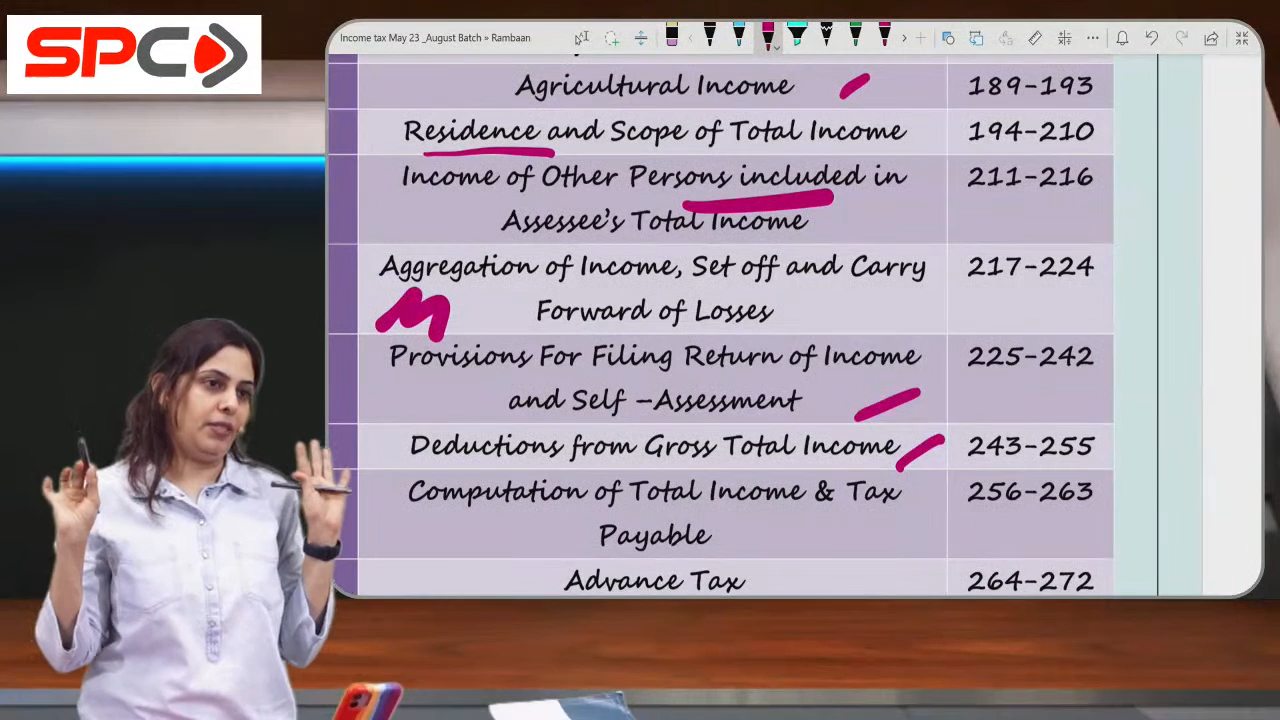 SPC
Income tax May 23 _August Batch » Rambaan
Agricultural Income 189-193
Residence and Scope of Total Income 194-210
Income of Other Persons included in 211-216
Assessee's Total Income
Aggregation of Income, Set off and Carry 217-224
Forward of Losses
Provisions For Filing Return of Income 225-242
and Self -Assessment
Deductions from Gross Total Income 243-255
Computation of Total Income & Tax 256-263
Payable
Advance Tax 264-272